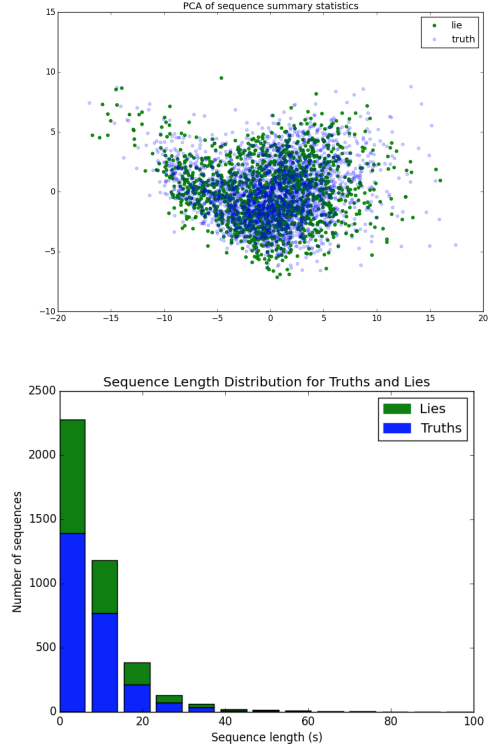 PCA of sequence summary statistics
15
10
5
0
−5
−10
lie
truth
−20 −15 −10 −5 0 5 10 15 20
Sequence Length Distribution for Truths and Lies
Number of sequences
2500
2000
1500
1000
500
0
Lies
Truths
0 20 40 60 80 100
Sequence length (s)